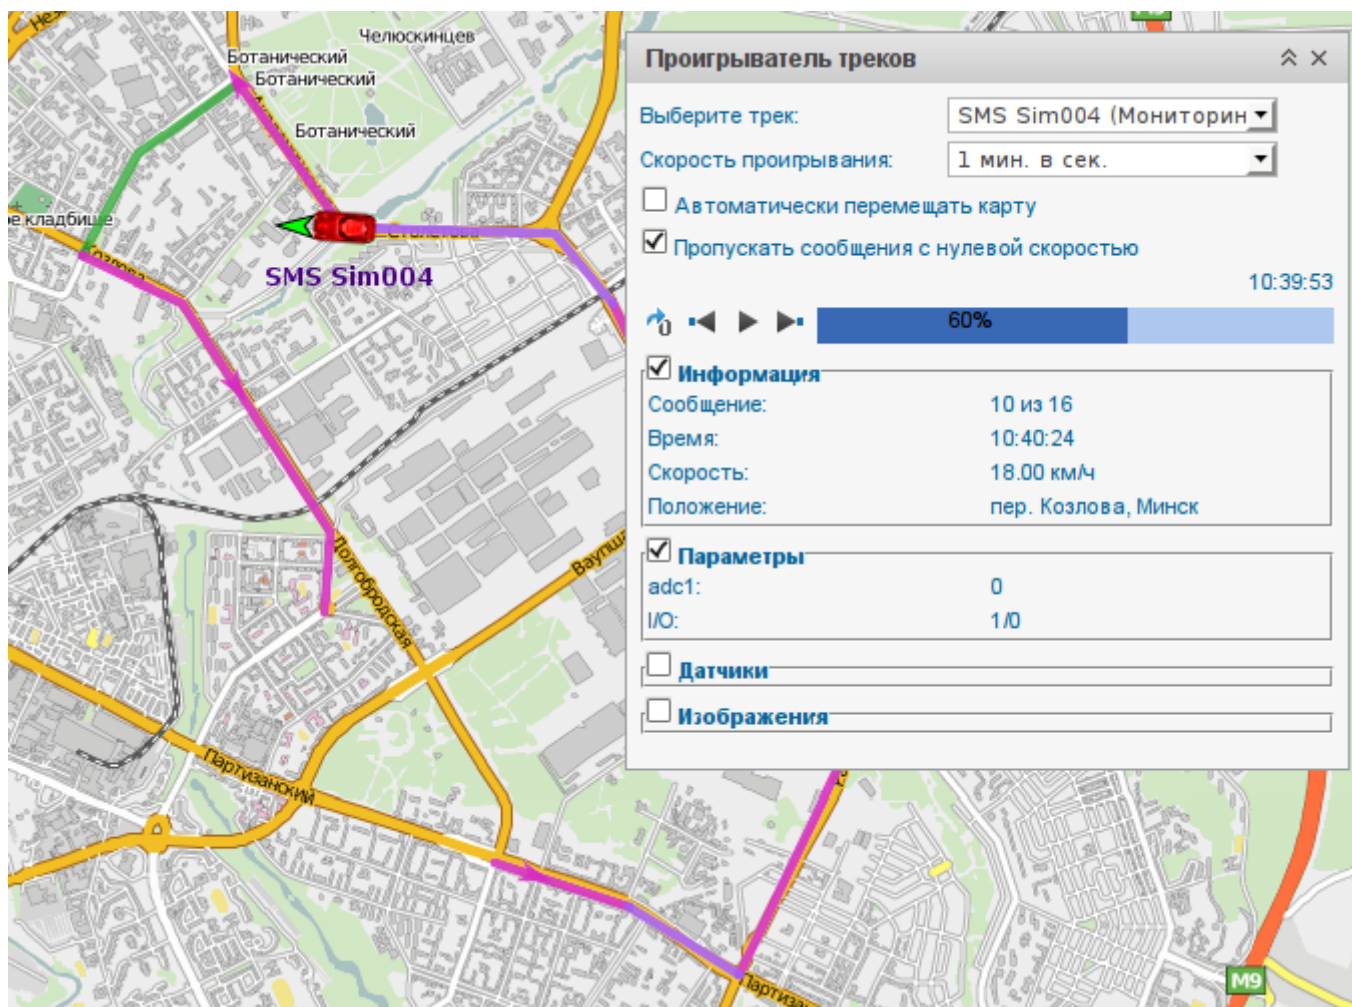 Челюскинцев
Ботанический
Ботанический
Ботанический
кладбище
Козлова
SMS Sim004
Долгобродская
Партизанский
M9
Проигрыватель треков
Выберите трек:
SMS Sim004 (Мониторин
Скорость проигрывания:
1 мин. в сек.
Автоматически перемещать карту
Пропускать сообщения с нулевой скоростью
10:39:53
60%
Информация
Сообщение:
10 из 16
Время:
10:40:24
Скорость:
18.00 км/ч
Положение:
пер. Козлова, Минск
Параметры
adc1:
0
I/O:
1/0
Датчики
Изображения